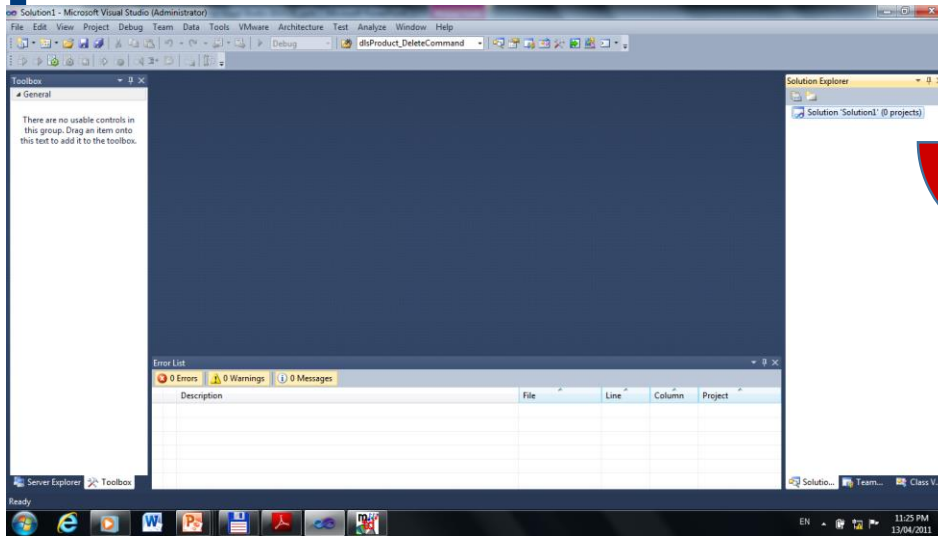 Solution1 - Microsoft Visual Studio (Administrator)
File Edit View Project Debug Team Data Tools VMware Architecture Test Analyze Window Help
Debug dlsProduct_DeleteCommand
Toolbox
General
There are no usable controls in
this group. Drag an item onto
this text to add it to the toolbox.
Solution Explorer
Solution 'Solution1' (0 projects)
Error List
0 Errors 0 Warnings 0 Messages
Description File Line Column Project
Server Explorer Toolbox
Solutio... Team... Class V...
Ready
EN 11:25 PM
13/04/2011